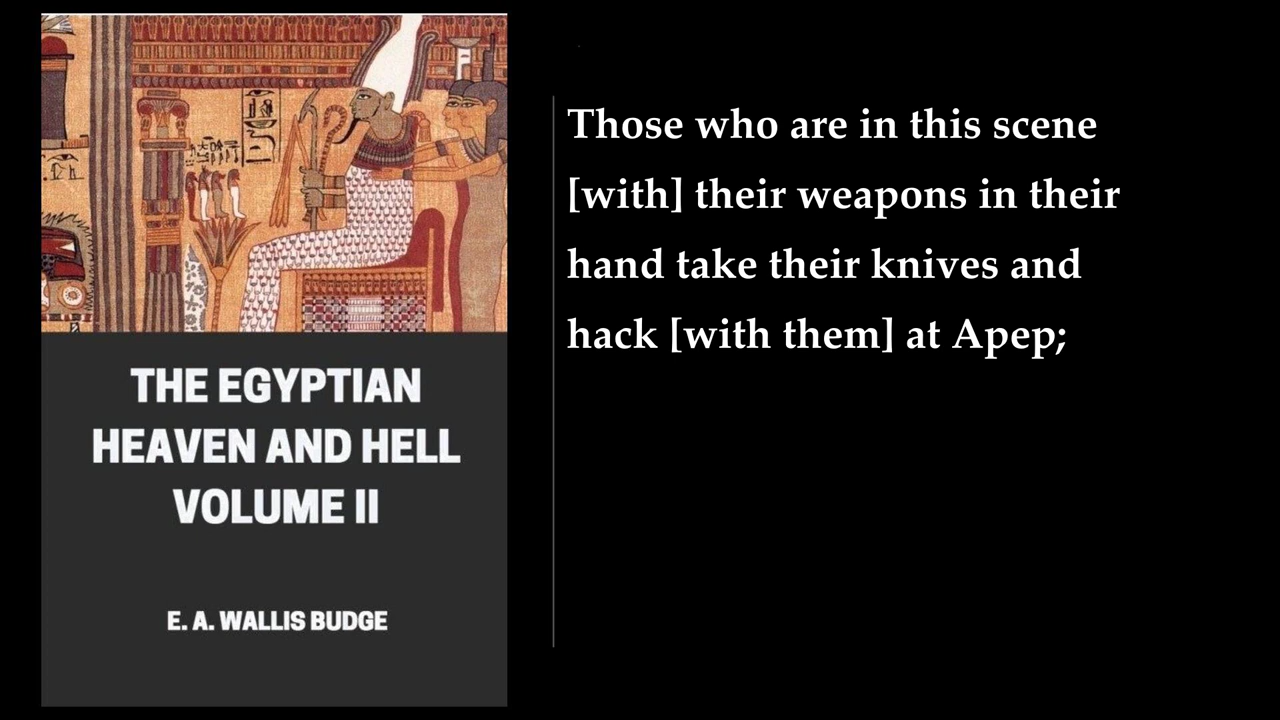 THE EGYPTIAN
HEAVEN AND HELL
VOLUME II
E. A. WALLIS BUDGE
Those who are in this scene
[with] their weapons in their
hand take their knives and
hack [with them] at Apep;